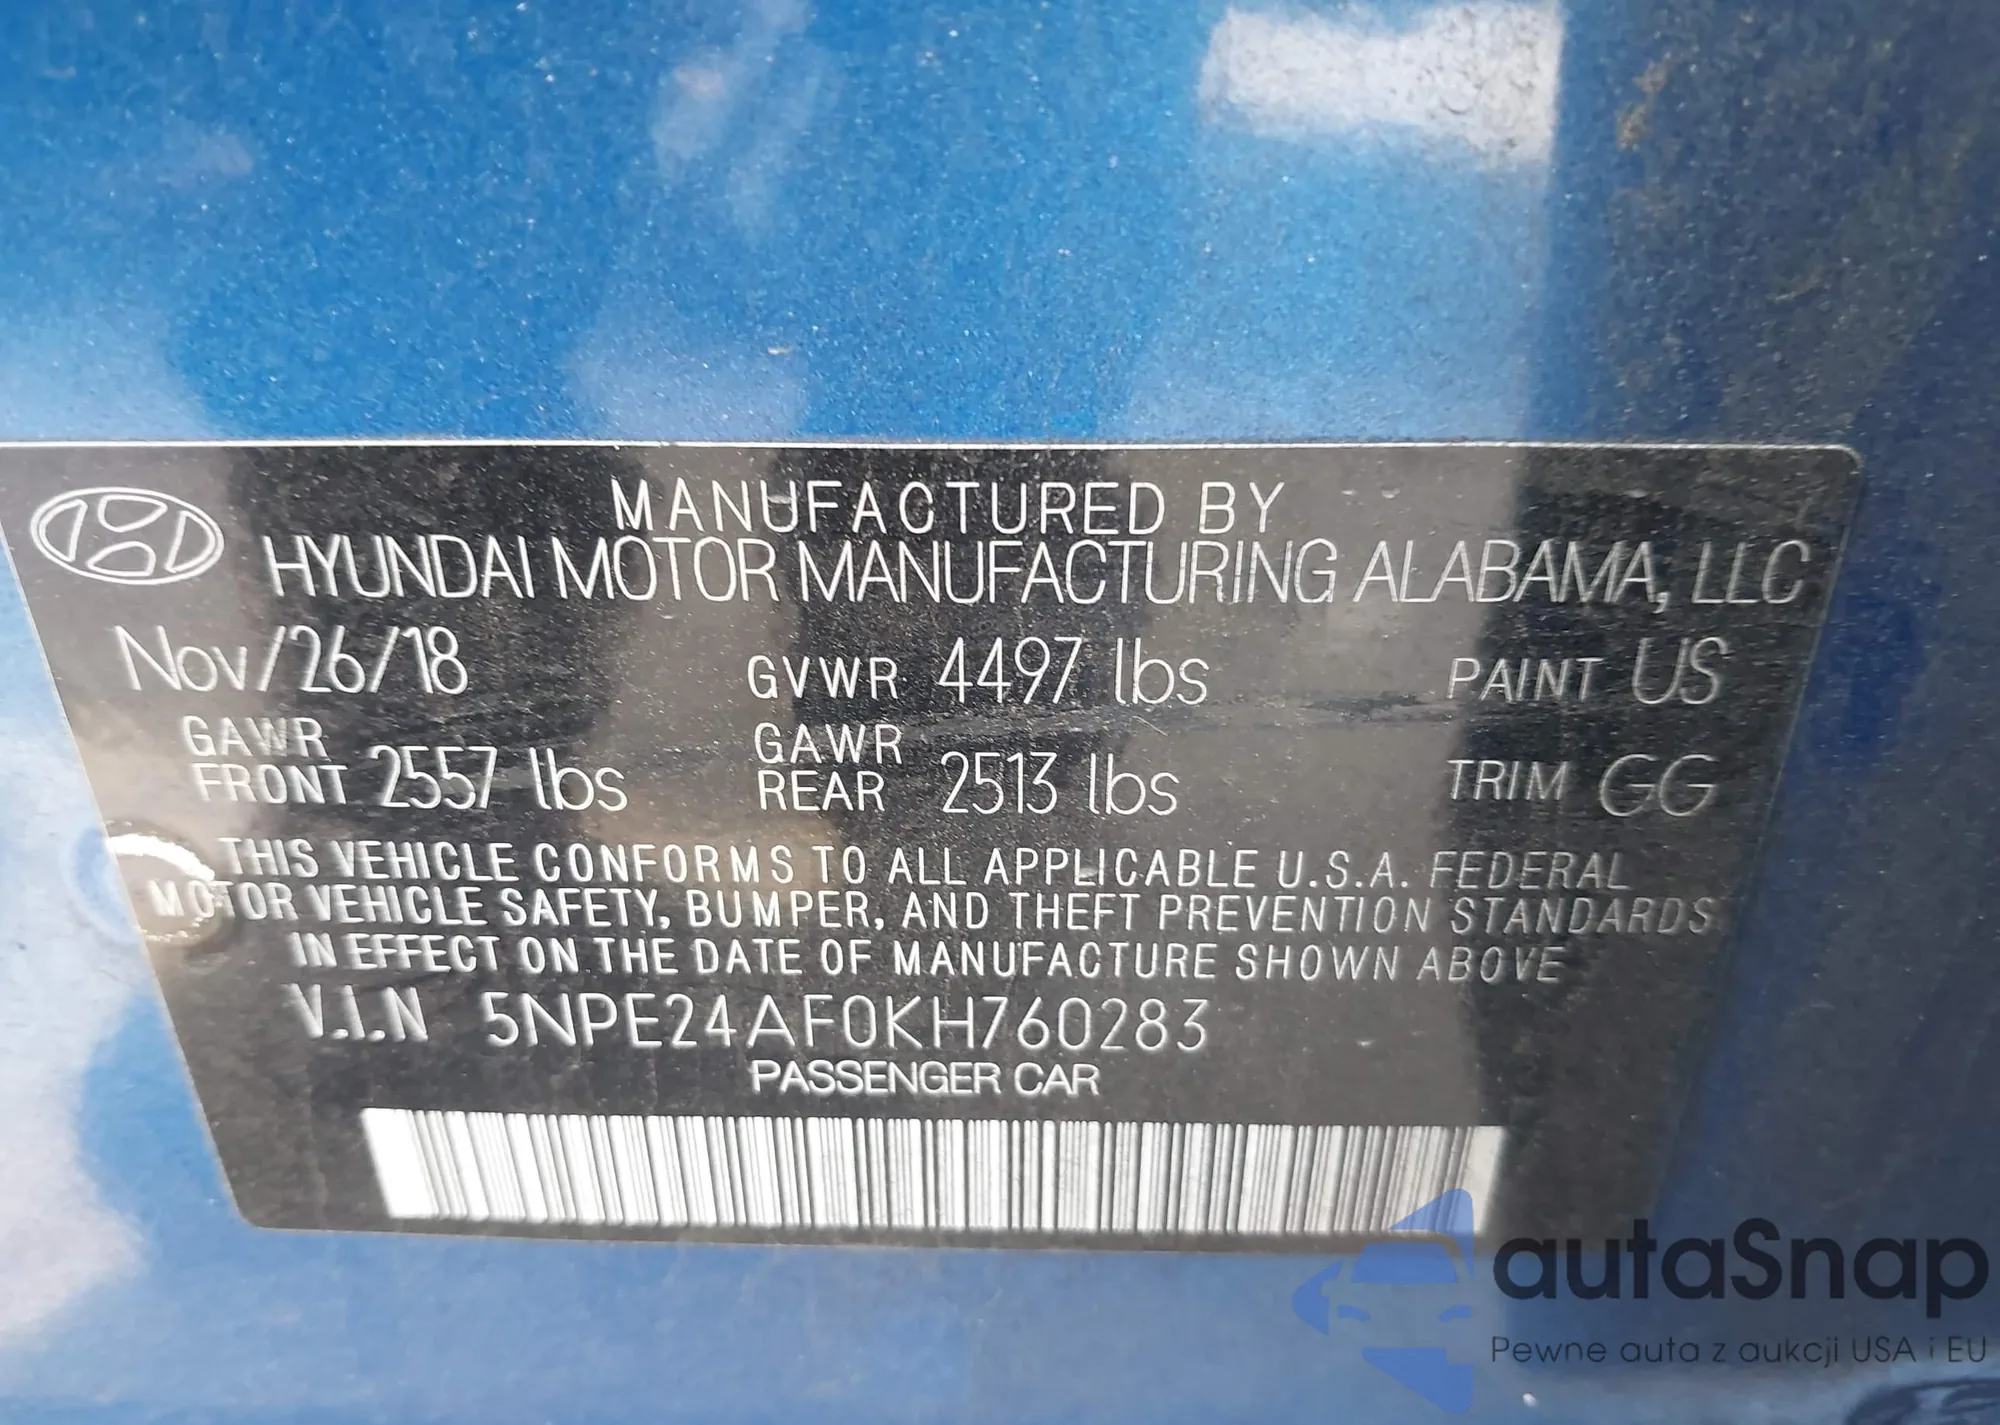 MANUFACTURED BY
HYUNDAI MOTOR MANUFACTURING ALABAMA, LLC
Nov/26/18 GVWR 4497 lbs PAINT US
GAWR FRONT 2557 lbs GAWR REAR 2513 lbs TRIM GG
THIS VEHICLE CONFORMS TO ALL APPLICABLE U.S.A. FEDERAL
MOTOR VEHICLE SAFETY, BUMPER, AND THEFT PREVENTION STANDARDS
IN EFFECT ON THE DATE OF MANUFACTURE SHOWN ABOVE
V.I.N 5NPE24AF0KH760283
PASSENGER CAR
autaSnap
Pewne auta z aukcji USA i EU